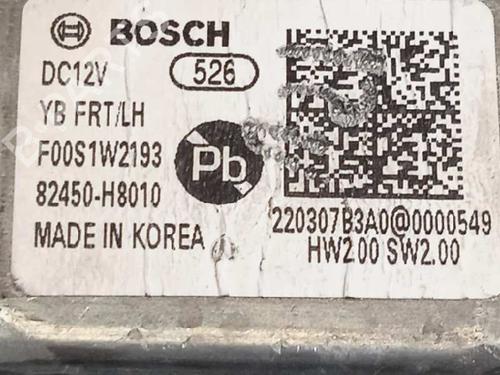 BOSCH
DC12V 526
YB FRT/LH
F00S1W2193
Pb
82450-H8010
220307B3A0@0000549
MADE IN KOREA
HW2.00 SW2.00